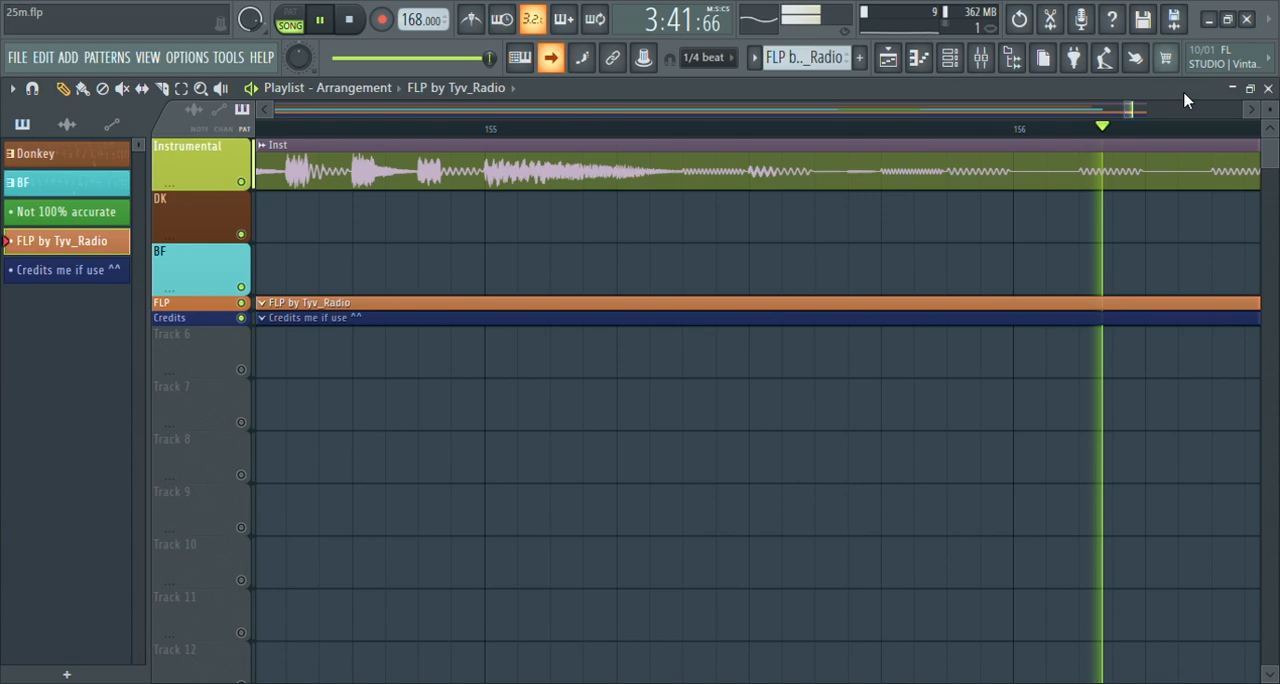 25m.flp
PAT
SONG
168.000
3.2:
3:41:66
M:S:CS
9
362 MB
1
FILE EDIT ADD PATTERNS VIEW OPTIONS TOOLS HELP
1/4 beat
FLP b.._Radio
10/01 FL
STUDIO | Vinta..
Playlist - Arrangement
FLP by Tyv_Radio
NOTE CHAN PAT
155
156
Donkey
BF
Not 100% accurate
FLP by Tyv_Radio
Credits me if use ^^
Instrumental
Inst
DK
BF
FLP
FLP by Tyv_Radio
Credits
Credits me if use ^^
Track 6
Track 7
Track 8
Track 9
Track 10
Track 11
Track 12